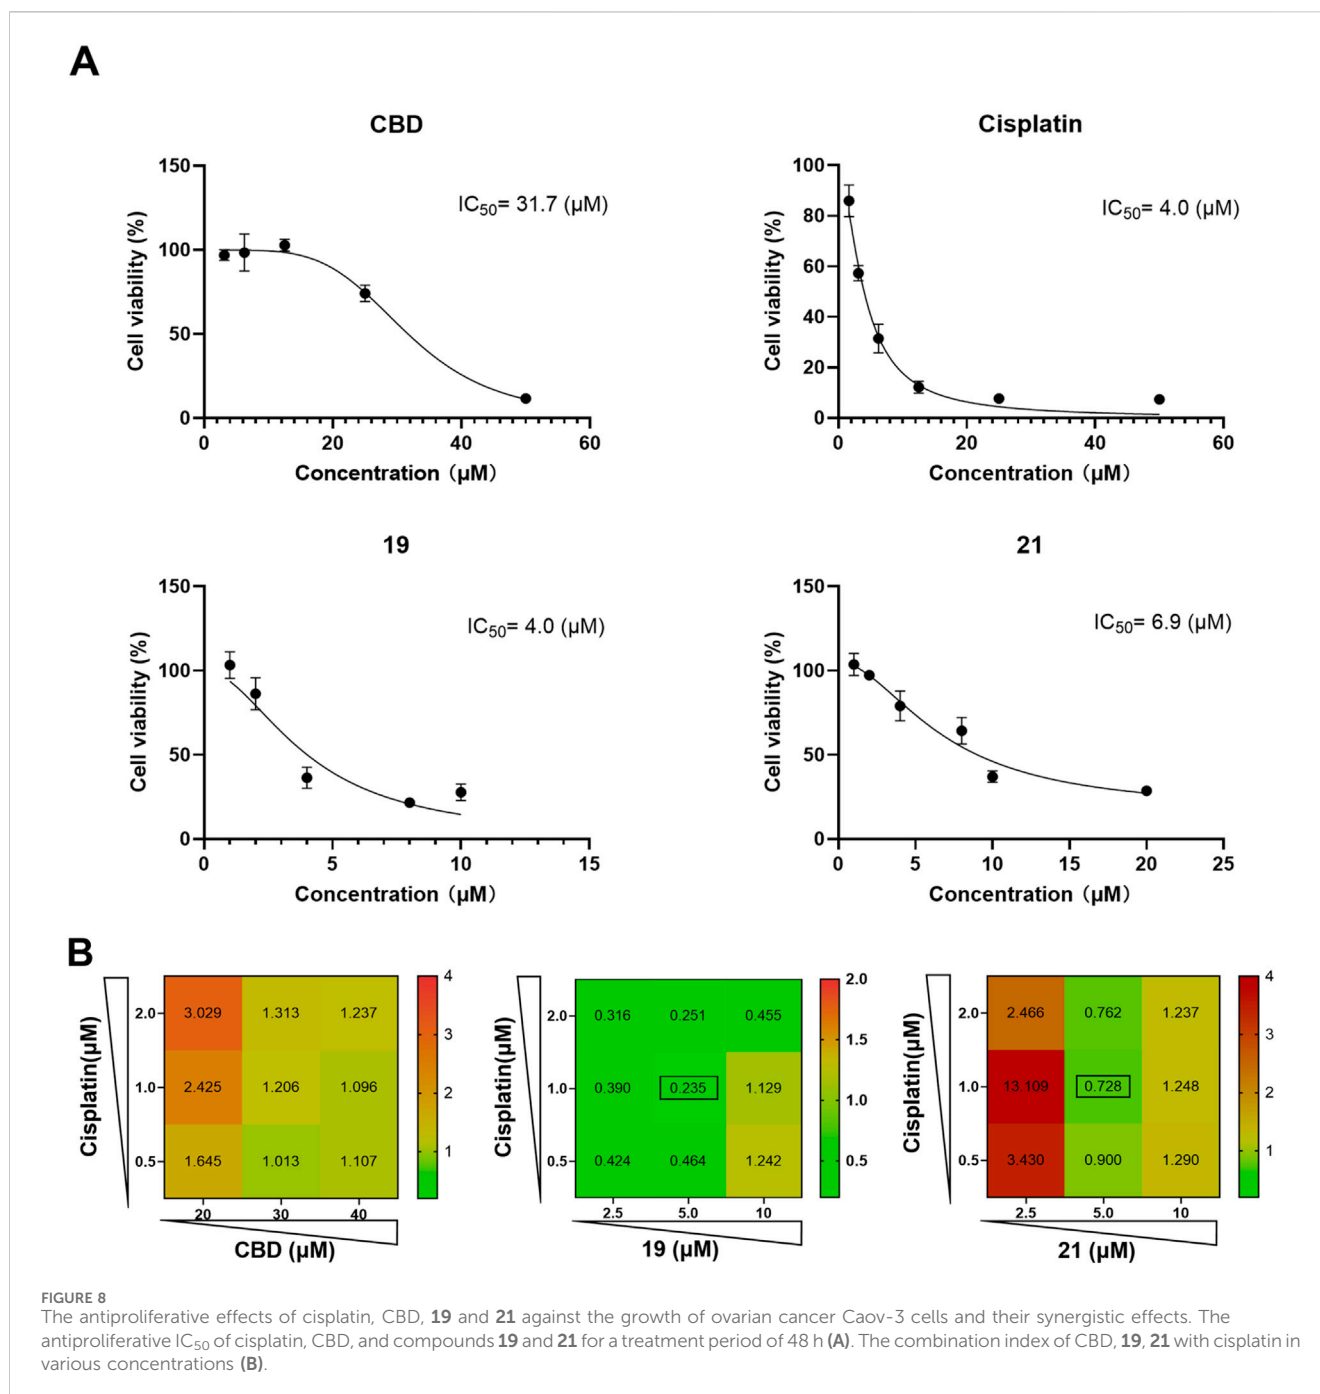 A
CBD
150
100
50
0
Cell viability (%)
IC50= 31.7 (μM)
0 20 40 60
Concentration (μM)
Cisplatin
100
80
60
40
20
0
Cell viability (%)
IC50= 4.0 (μM)
0 20 40 60
Concentration (μM)
19
150
100
50
0
Cell viability (%)
IC50= 4.0 (μM)
0 5 10 15
Concentration (μM)
21
150
100
50
0
Cell viability (%)
IC50= 6.9 (μM)
0 5 10 15 20 25
Concentration (μM)
B
Cisplatin(μM)
2.0 3.029 1.313 1.237
1.0 2.425 1.206 1.096
0.5 1.645 1.013 1.107
20 30 40
CBD (μM)
4
3
2
1
Cisplatin(μM)
2.0 0.316 0.251 0.455
1.0 0.390 0.235 1.129
0.5 0.424 0.464 1.242
2.5 5.0 10
19 (μM)
2.0
1.5
1.0
0.5
Cisplatin(μM)
2.0 2.466 0.762 1.237
1.0 13.109 0.728 1.248
0.5 3.430 0.900 1.290
2.5 5.0 10
21 (μM)
4
3
2
1
FIGURE 8
The antiproliferative effects of cisplatin, CBD, 19 and 21 against the growth of ovarian cancer Caov-3 cells and their synergistic effects. The
antiproliferative IC50 of cisplatin, CBD, and compounds 19 and 21 for a treatment period of 48 h (A). The combination index of CBD, 19, 21 with cisplatin in
various concentrations (B).